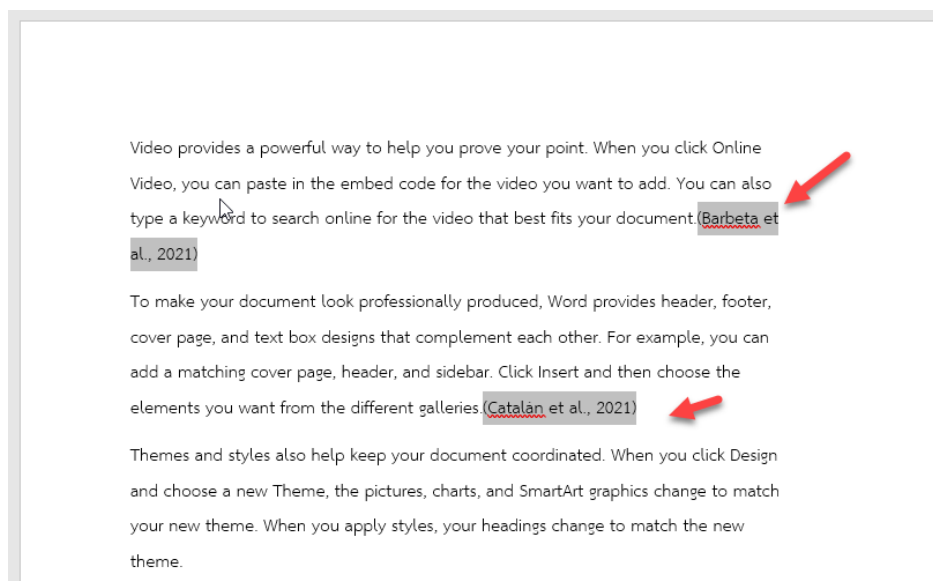 Video provides a powerful way to help you prove your point. When you click Online
Video, you can paste in the embed code for the video you want to add. You can also
type a keyword to search online for the video that best fits your document.(Barbeta et
al., 2021)
To make your document look professionally produced, Word provides header, footer,
cover page, and text box designs that complement each other. For example, you can
add a matching cover page, header, and sidebar. Click Insert and then choose the
elements you want from the different galleries.(Catalán et al., 2021)
Themes and styles also help keep your document coordinated. When you click Design
and choose a new Theme, the pictures, charts, and SmartArt graphics change to match
your new theme. When you apply styles, your headings change to match the new
theme.